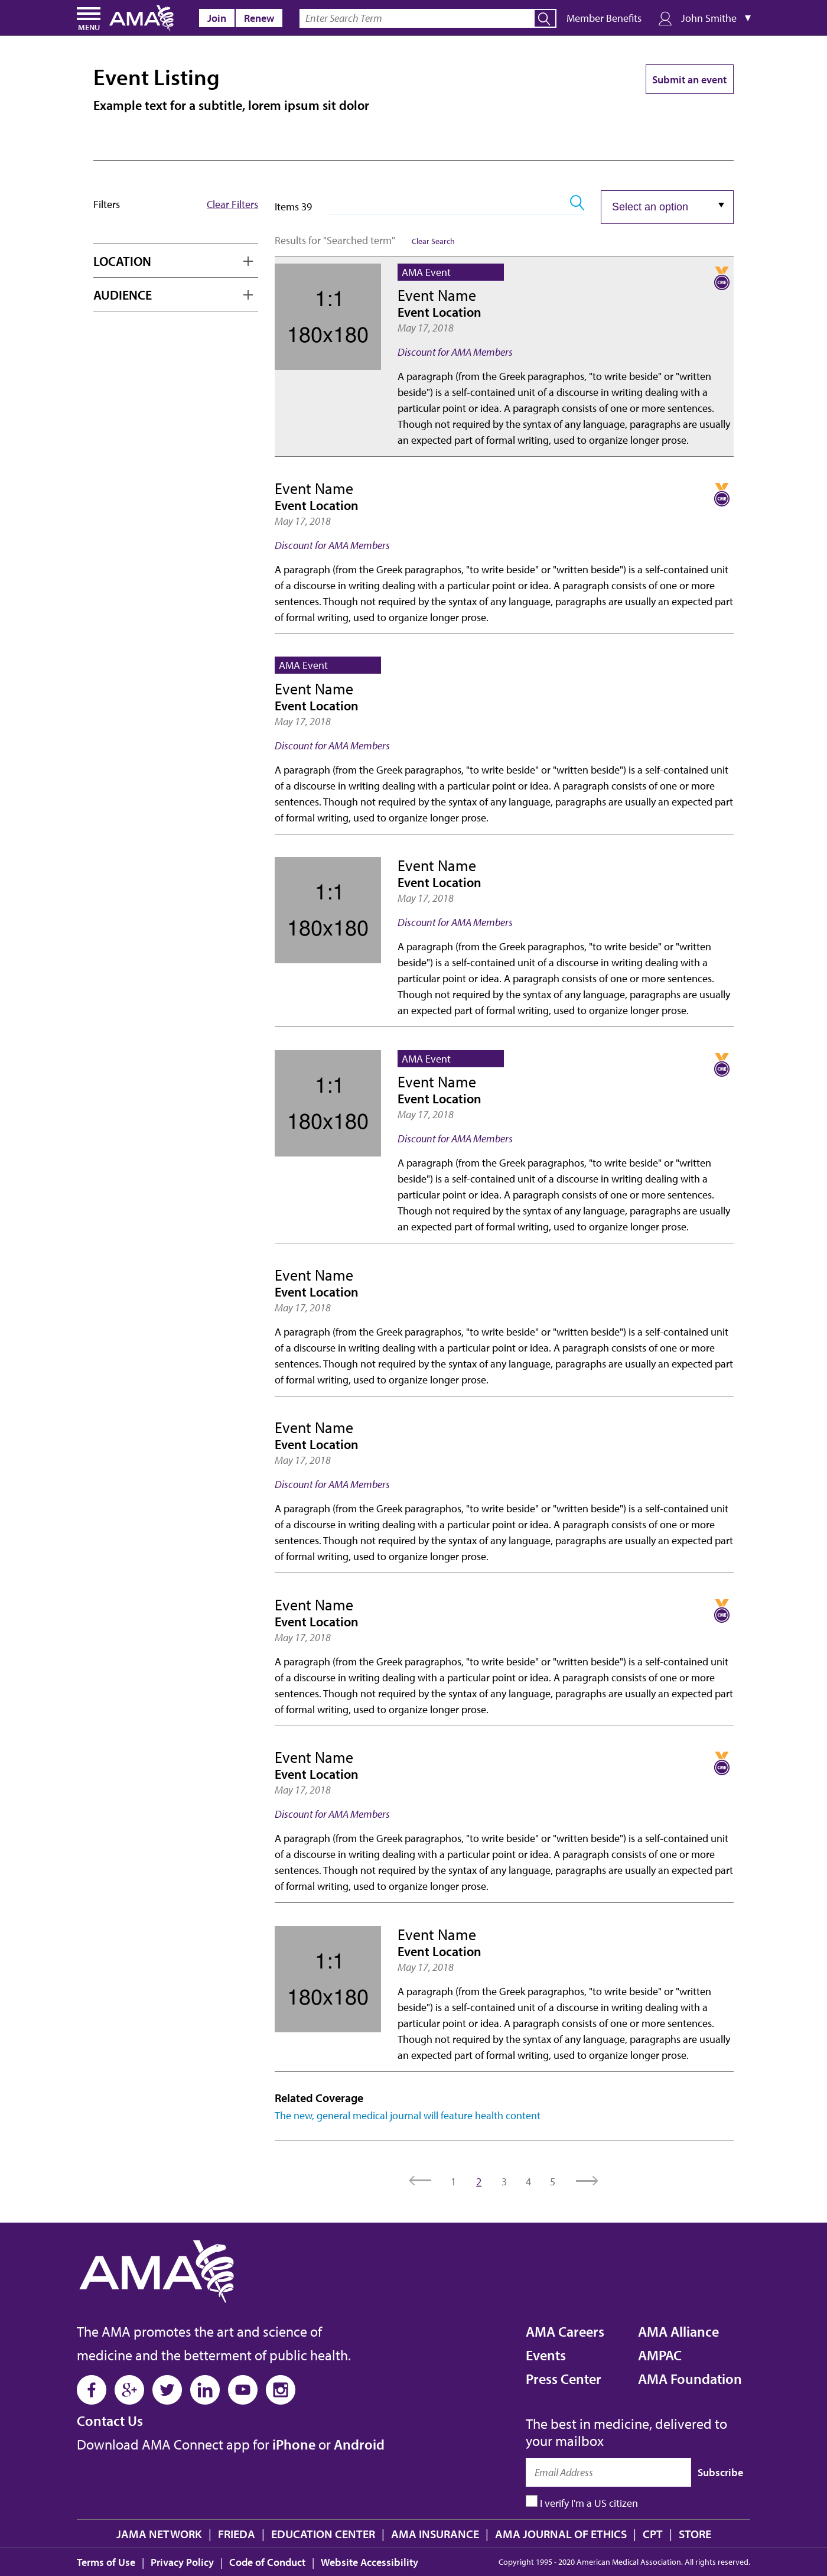 MENU
AMA
Join
Renew
Enter Search Term
Member Benefits
John Smithe ▼
Event Listing
Submit an event
Example text for a subtitle, lorem ipsum sit dolor
Filters
Clear Filters
LOCATION
AUDIENCE
Items 39
Select an option
Results for "Searched term"
Clear Search
1:1
180x180
AMA Event
CME
Event Name
Event Location
May 17, 2018
Discount for AMA Members
A paragraph (from the Greek paragraphos, "to write beside" or "written
beside") is a self-contained unit of a discourse in writing dealing with a
particular point or idea. A paragraph consists of one or more sentences.
Though not required by the syntax of any language, paragraphs are usually
an expected part of formal writing, used to organize longer prose.
Event Name
CME
Event Location
May 17, 2018
Discount for AMA Members
A paragraph (from the Greek paragraphos, "to write beside" or "written beside") is a self-contained unit
of a discourse in writing dealing with a particular point or idea. A paragraph consists of one or more
sentences. Though not required by the syntax of any language, paragraphs are usually an expected part
of formal writing, used to organize longer prose.
AMA Event
Event Name
Event Location
May 17, 2018
Discount for AMA Members
A paragraph (from the Greek paragraphos, "to write beside" or "written beside") is a self-contained unit
of a discourse in writing dealing with a particular point or idea. A paragraph consists of one or more
sentences. Though not required by the syntax of any language, paragraphs are usually an expected part
of formal writing, used to organize longer prose.
1:1
180x180
Event Name
Event Location
May 17, 2018
Discount for AMA Members
A paragraph (from the Greek paragraphos, "to write beside" or "written
beside") is a self-contained unit of a discourse in writing dealing with a
particular point or idea. A paragraph consists of one or more sentences.
Though not required by the syntax of any language, paragraphs are usually
an expected part of formal writing, used to organize longer prose.
1:1
180x180
AMA Event
CME
Event Name
Event Location
May 17, 2018
Discount for AMA Members
A paragraph (from the Greek paragraphos, "to write beside" or "written
beside") is a self-contained unit of a discourse in writing dealing with a
particular point or idea. A paragraph consists of one or more sentences.
Though not required by the syntax of any language, paragraphs are usually
an expected part of formal writing, used to organize longer prose.
Event Name
Event Location
May 17, 2018
A paragraph (from the Greek paragraphos, "to write beside" or "written beside") is a self-contained unit
of a discourse in writing dealing with a particular point or idea. A paragraph consists of one or more
sentences. Though not required by the syntax of any language, paragraphs are usually an expected part
of formal writing, used to organize longer prose.
Event Name
Event Location
May 17, 2018
Discount for AMA Members
A paragraph (from the Greek paragraphos, "to write beside" or "written beside") is a self-contained unit
of a discourse in writing dealing with a particular point or idea. A paragraph consists of one or more
sentences. Though not required by the syntax of any language, paragraphs are usually an expected part
of formal writing, used to organize longer prose.
Event Name
CME
Event Location
May 17, 2018
A paragraph (from the Greek paragraphos, "to write beside" or "written beside") is a self-contained unit
of a discourse in writing dealing with a particular point or idea. A paragraph consists of one or more
sentences. Though not required by the syntax of any language, paragraphs are usually an expected part
of formal writing, used to organize longer prose.
Event Name
CME
Event Location
May 17, 2018
Discount for AMA Members
A paragraph (from the Greek paragraphos, "to write beside" or "written beside") is a self-contained unit
of a discourse in writing dealing with a particular point or idea. A paragraph consists of one or more
sentences. Though not required by the syntax of any language, paragraphs are usually an expected part
of formal writing, used to organize longer prose.
1:1
180x180
Event Name
Event Location
May 17, 2018
A paragraph (from the Greek paragraphos, "to write beside" or "written
beside") is a self-contained unit of a discourse in writing dealing with a
particular point or idea. A paragraph consists of one or more sentences.
Though not required by the syntax of any language, paragraphs are usually
an expected part of formal writing, used to organize longer prose.
Related Coverage
The new, general medical journal will feature health content
1 2 3 4 5
AMA
The AMA promotes the art and science of
medicine and the betterment of public health.
Contact Us
Download AMA Connect app for iPhone or Android
AMA Careers
AMA Alliance
Events
AMPAC
Press Center
AMA Foundation
The best in medicine, delivered to
your mailbox
Email Address
Subscribe
I verify I'm a US citizen
JAMA NETWORK | FRIEDA | EDUCATION CENTER | AMA INSURANCE | AMA JOURNAL OF ETHICS | CPT | STORE
Terms of Use | Privacy Policy | Code of Conduct | Website Accessibility
Copyright 1995 - 2020 American Medical Association. All rights reserved.